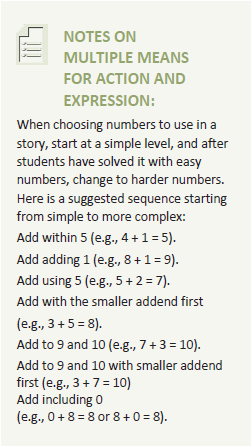 NOTES ON
MULTIPLE MEANS
FOR ACTION AND
EXPRESSION:
When choosing numbers to use in a
story, start at a simple level, and after
students have solved it with easy
numbers, change to harder numbers.
Here is a suggested sequence starting
from simple to more complex:
Add within 5 (e.g., 4 + 1 = 5).
Add adding 1 (e.g., 8 + 1 = 9).
Add using 5 (e.g., 5 + 2 = 7).
Add with the smaller addend first
(e.g., 3 + 5 = 8).
Add to 9 and 10 (e.g., 7 + 3 = 10).
Add to 9 and 10 with smaller addend
first (e.g., 3 + 7 = 10)
Add including 0
(e.g., 0 + 8 = 8 or 8 + 0 = 8).